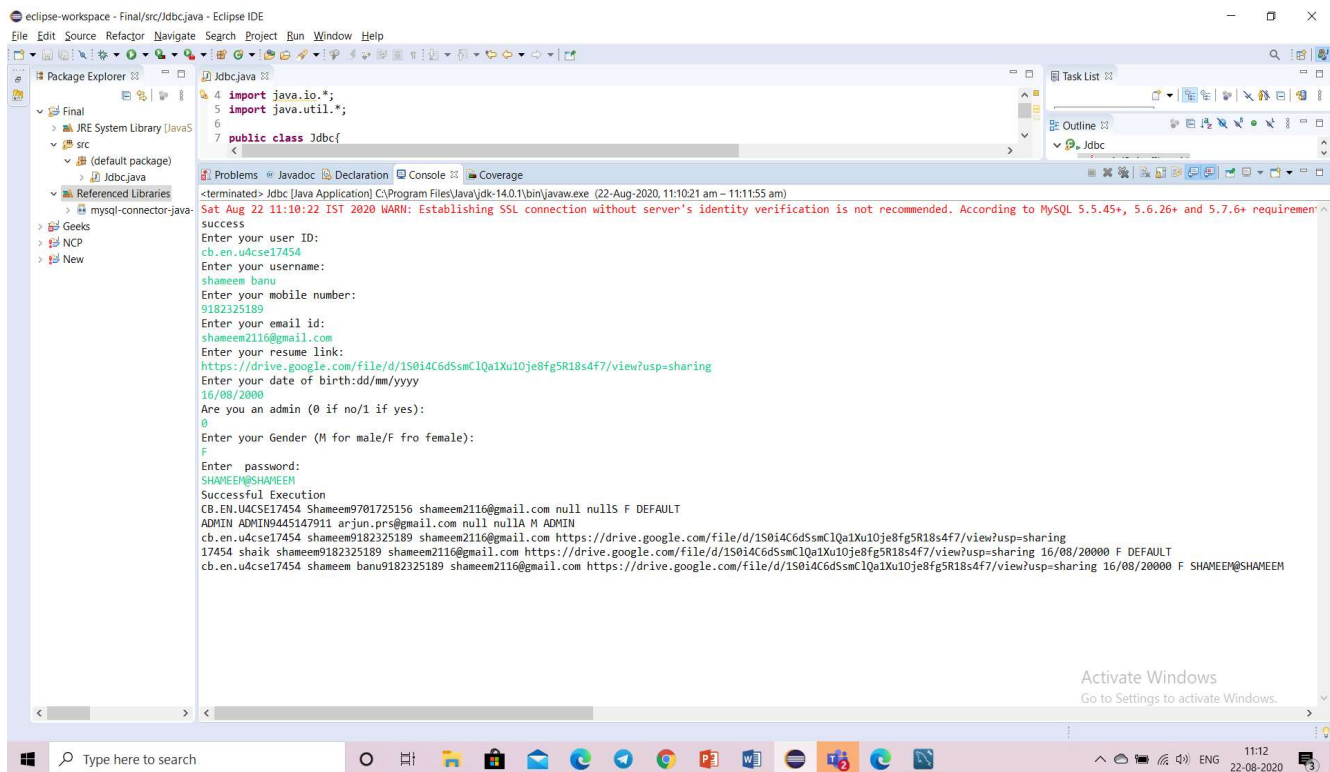 eclipse-workspace - Final/src/Jdbc.java - Eclipse IDE
File Edit Source Refactor Navigate Search Project Run Window Help
Package Explorer
Final
JRE System Library [JavaS
src
(default package)
Jdbc.java
Referenced Libraries
mysql-connector-java-
Geeks
NCP
New
Jdbc.java
4 import java.io.*;
5 import java.util.*;
6
7 public class Jdbc{
Task List
Outline
Jdbc
Problems Javadoc Declaration Console Coverage
<terminated> Jdbc [Java Application] C:\Program Files\Java\jdk-14.0.1\bin\javaw.exe (22-Aug-2020, 11:10:21 am – 11:11:55 am)
Sat Aug 22 11:10:22 IST 2020 WARN: Establishing SSL connection without server's identity verification is not recommended. According to MySQL 5.5.45+, 5.6.26+ and 5.7.6+ requiremen
success
Enter your user ID:
cb.en.u4cse17454
Enter your username:
shameem banu
Enter your mobile number:
9182325189
Enter your email id:
shameem2116@gmail.com
Enter your resume link:
https://drive.google.com/file/d/1S0i4C6dSsmClQa1Xu1Oje8fg5R18s4f7/view?usp=sharing
Enter your date of birth:dd/mm/yyyy
16/08/2000
Are you an admin (0 if no/1 if yes):
0
Enter your Gender (M for male/F fro female):
F
Enter  password:
SHAMEEM@SHAMEEM
Successful Execution
CB.EN.U4CSE17454 Shameem9701725156 shameem2116@gmail.com null nullS F DEFAULT
ADMIN ADMIN9445147911 arjun.prs@gmail.com null nullA M ADMIN
cb.en.u4cse17454 shameem9182325189 shameem2116@gmail.com https://drive.google.com/file/d/1S0i4C6dSsmClQa1Xu1Oje8fg5R18s4f7/view?usp=sharing
17454 shaik shameem9182325189 shameem2116@gmail.com https://drive.google.com/file/d/1S0i4C6dSsmClQa1Xu1Oje8fg5R18s4f7/view?usp=sharing 16/08/20000 F DEFAULT
cb.en.u4cse17454 shameem banu9182325189 shameem2116@gmail.com https://drive.google.com/file/d/1S0i4C6dSsmClQa1Xu1Oje8fg5R18s4f7/view?usp=sharing 16/08/20000 F SHAMEEM@SHAMEEM
Activate Windows
Go to Settings to activate Windows.
Type here to search
ENG
11:12
22-08-2020